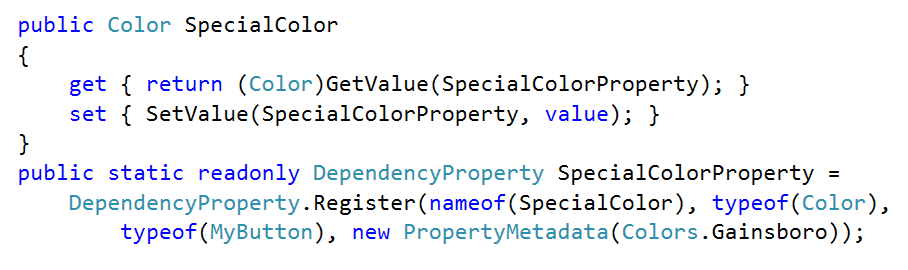 public Color SpecialColor
{
    get { return (Color)GetValue(SpecialColorProperty); }
    set { SetValue(SpecialColorProperty, value); }
}
public static readonly DependencyProperty SpecialColorProperty =
    DependencyProperty.Register(nameof(SpecialColor), typeof(Color),
        typeof(MyButton), new PropertyMetadata(Colors.Gainsboro));